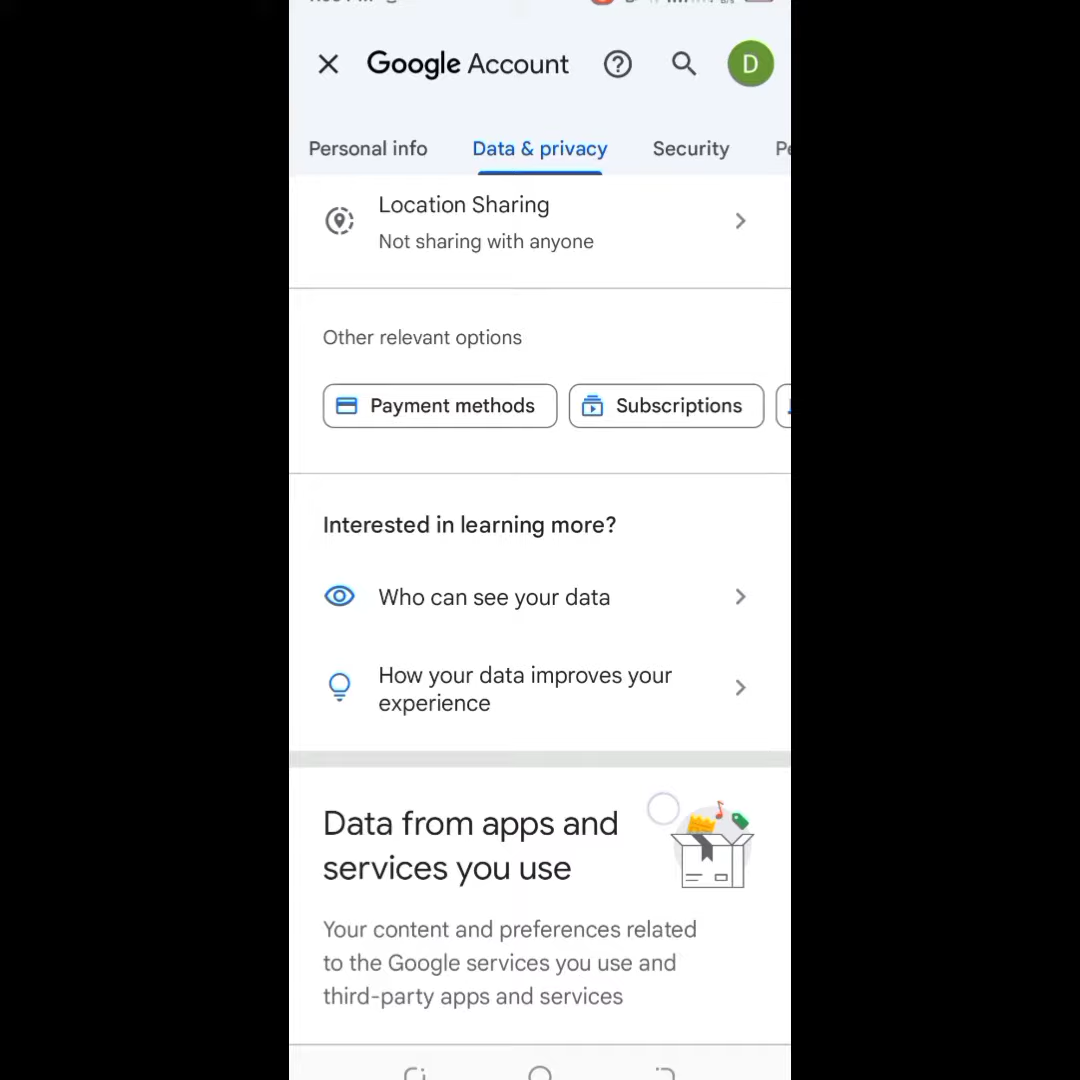 Google Account
D
Personal info
Data & privacy
Security
Location Sharing
Not sharing with anyone
Other relevant options
Payment methods
Subscriptions
Interested in learning more?
Who can see your data
How your data improves your
experience
Data from apps and
services you use
Your content and preferences related
to the Google services you use and
third-party apps and services